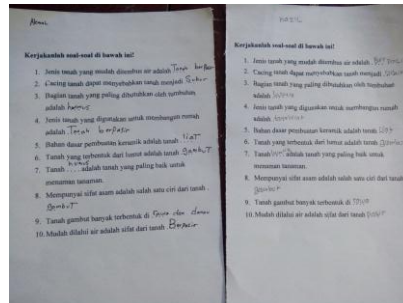 Kerjakanlah soal-soal di bawah ini!
1. Jenis tanah yang mudah ditembus air adalah Tanah berpasir
2. Cacing tanah dapat menyebabkan tanah menjadi Subur
3. Bagian tanah yang paling dibutuhkan oleh tumbuhan
adalah humus
4. Jenis tanah yang digunakan untuk membangun rumah
adalah Tanah berpasir
5. Bahan dasar pembuatan keramik adalah tanah liaT
6. Tanah yang terbentuk dari lumut adalah tanah gambuT
7. Tanah humus adalah tanah yang paling baik untuk
menanam tanaman.
8. Mempunyai sifat asam adalah salah satu ciri dari tanah
gambuT
9. Tanah gambut banyak terbentuk di dan
10. Mudah dilalui air adalah sifat dari tanah Berpasir
Kerjakanlah soal-soal di bawah ini!
1. Jenis tanah yang mudah ditembus air adalah
2. Cacing tanah dapat menyebabkan tanah menjadi
3. Bagian tanah yang paling dibutuhkan oleh tumbuhan
adalah
4. Jenis tanah yang digunakan untuk membangun rumah
adalah
5. Bahan dasar pembuatan keramik adalah tanah
6. Tanah yang terbentuk dari lumut adalah tanah
7. Tanah adalah tanah yang paling baik untuk
menanam tanaman.
8. Mempunyai sifat asam adalah salah satu ciri dari tanah
gambut
9. Tanah gambut banyak terbentuk di
10. Mudah dilalui air adalah sifat dari tanah